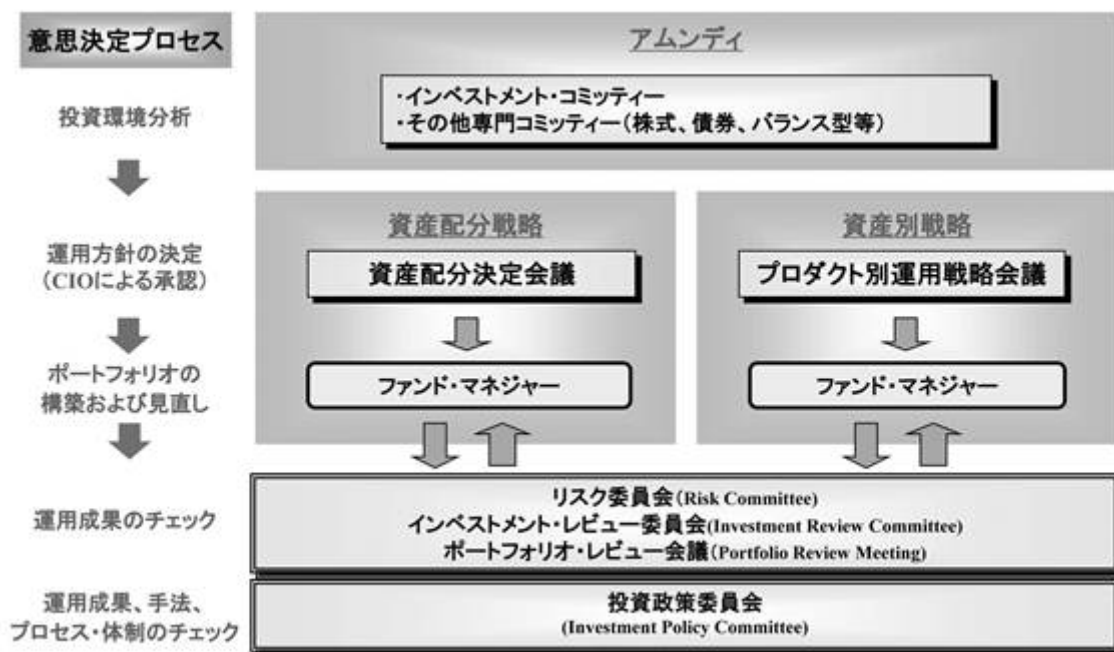 意思決定プロセス
アムンディ
投資環境分析
・インベストメント・コミッティー
・その他専門コミッティー(株式、債券、バランス型等)
運用方針の決定
(CIOによる承認)
資産配分戦略
資産配分決定会議
資産別戦略
プロダクト別運用戦略会議
ポートフォリオの
構築および見直し
ファンド・マネジャー
ファンド・マネジャー
運用成果のチェック
リスク委員会(Risk Committee)
インベストメント・レビュー委員会(Investment Review Committee)
ポートフォリオ・レビュー会議(Portfolio Review Meeting)
運用成果、手法、
プロセス・体制のチェック
投資政策委員会
(Investment Policy Committee)